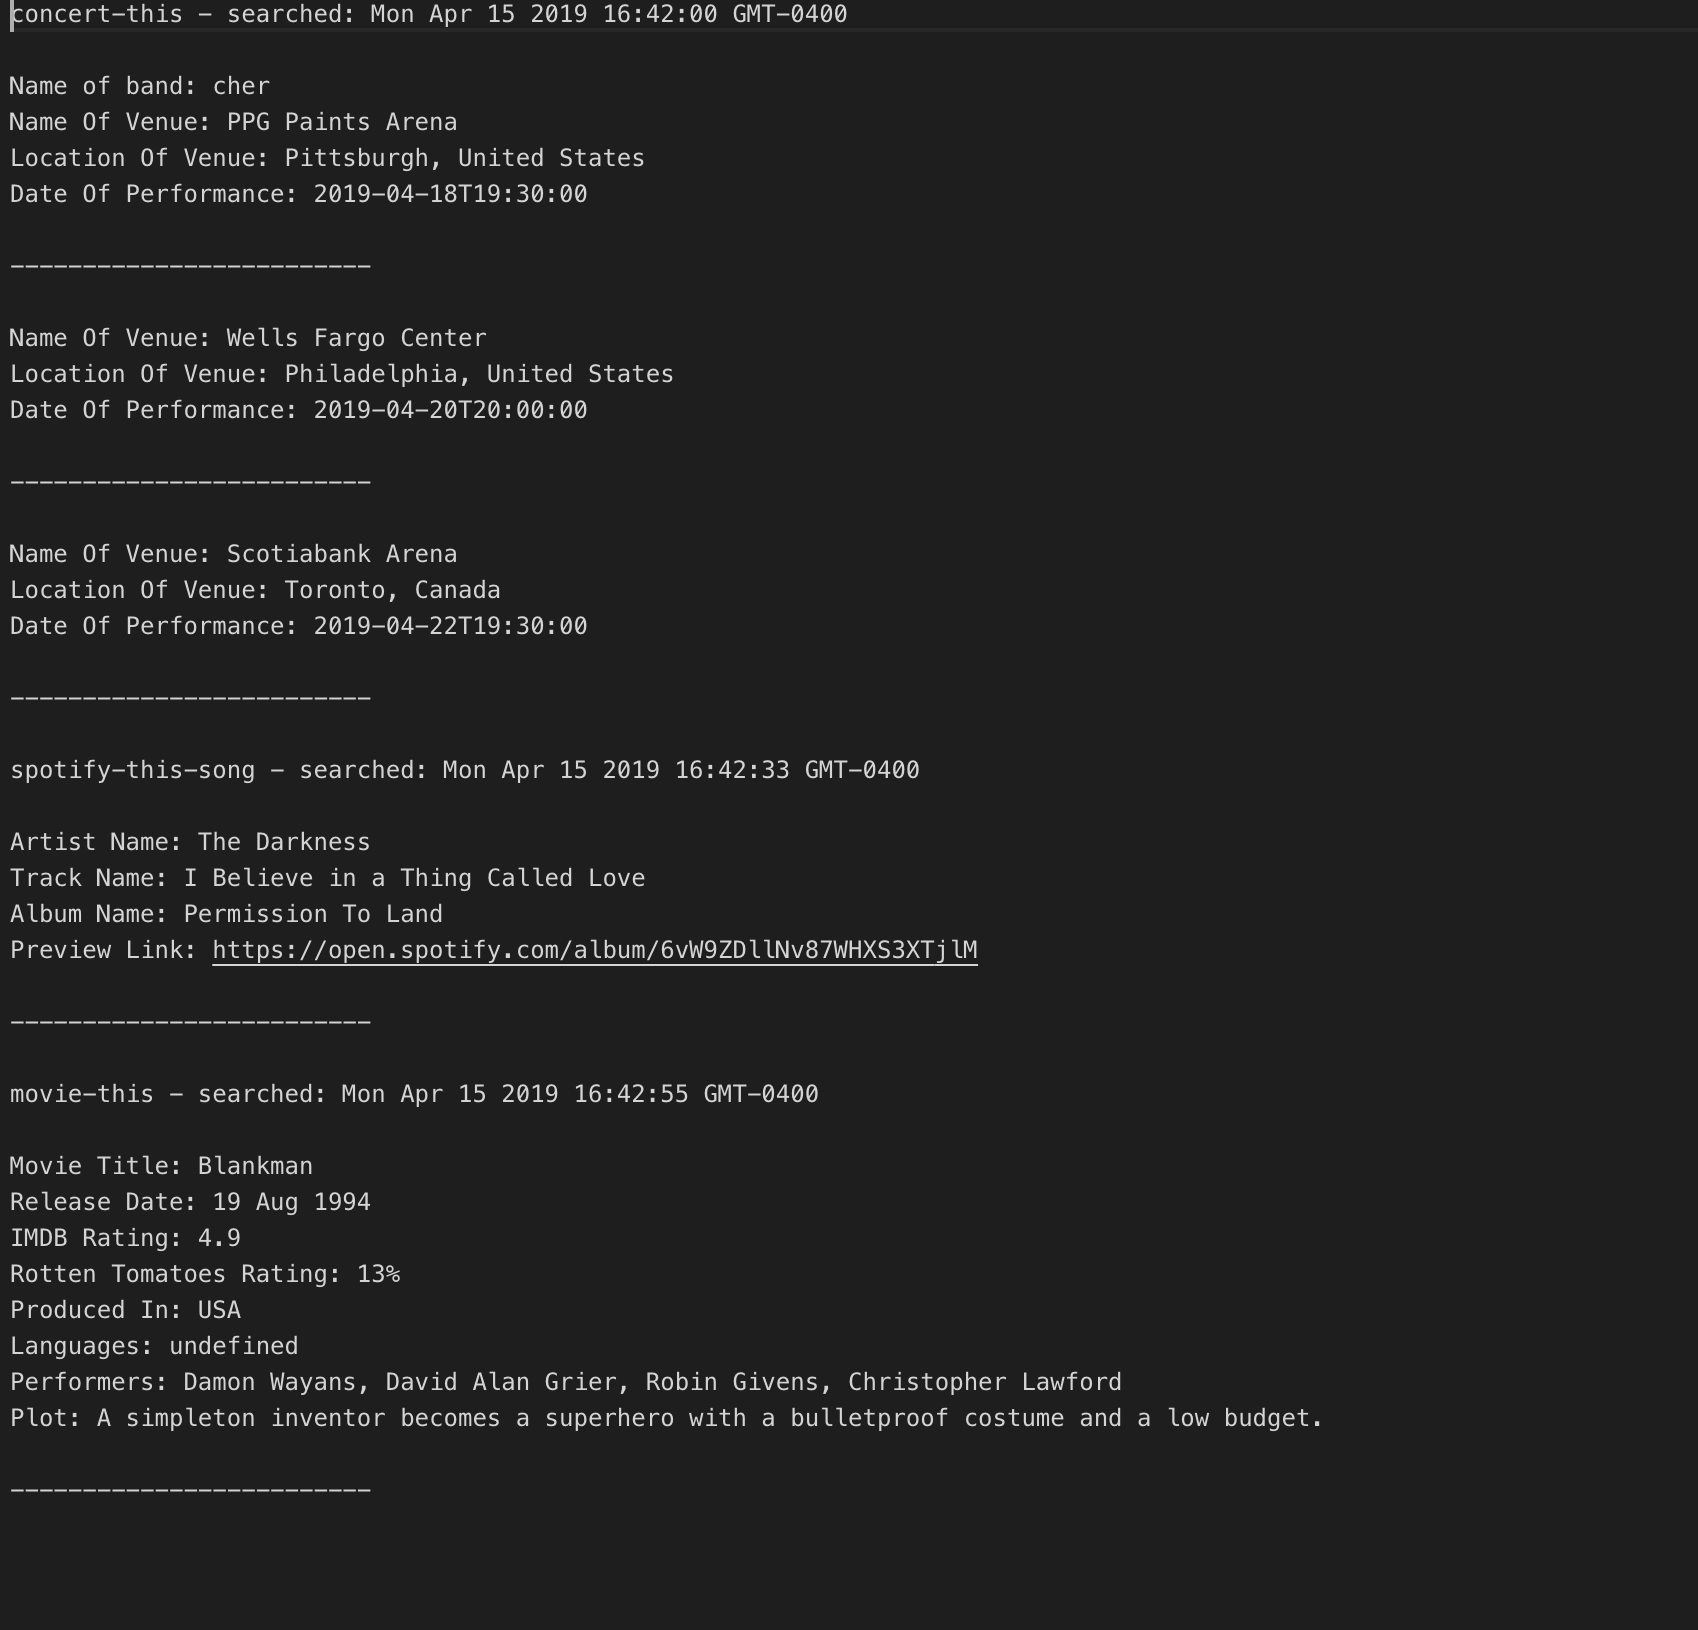 concert-this - searched: Mon Apr 15 2019 16:42:00 GMT-0400
Name of band: cher
Name Of Venue: PPG Paints Arena
Location Of Venue: Pittsburgh, United States
Date Of Performance: 2019-04-18T19:30:00
-------------------------
Name Of Venue: Wells Fargo Center
Location Of Venue: Philadelphia, United States
Date Of Performance: 2019-04-20T20:00:00
-------------------------
Name Of Venue: Scotiabank Arena
Location Of Venue: Toronto, Canada
Date Of Performance: 2019-04-22T19:30:00
-------------------------
spotify-this-song - searched: Mon Apr 15 2019 16:42:33 GMT-0400
Artist Name: The Darkness
Track Name: I Believe in a Thing Called Love
Album Name: Permission To Land
Preview Link: https://open.spotify.com/album/6vW9ZDllNv87WHXS3XTjlM
-------------------------
movie-this - searched: Mon Apr 15 2019 16:42:55 GMT-0400
Movie Title: Blankman
Release Date: 19 Aug 1994
IMDB Rating: 4.9
Rotten Tomatoes Rating: 13%
Produced In: USA
Languages: undefined
Performers: Damon Wayans, David Alan Grier, Robin Givens, Christopher Lawford
Plot: A simpleton inventor becomes a superhero with a bulletproof costume and a low budget.
-------------------------